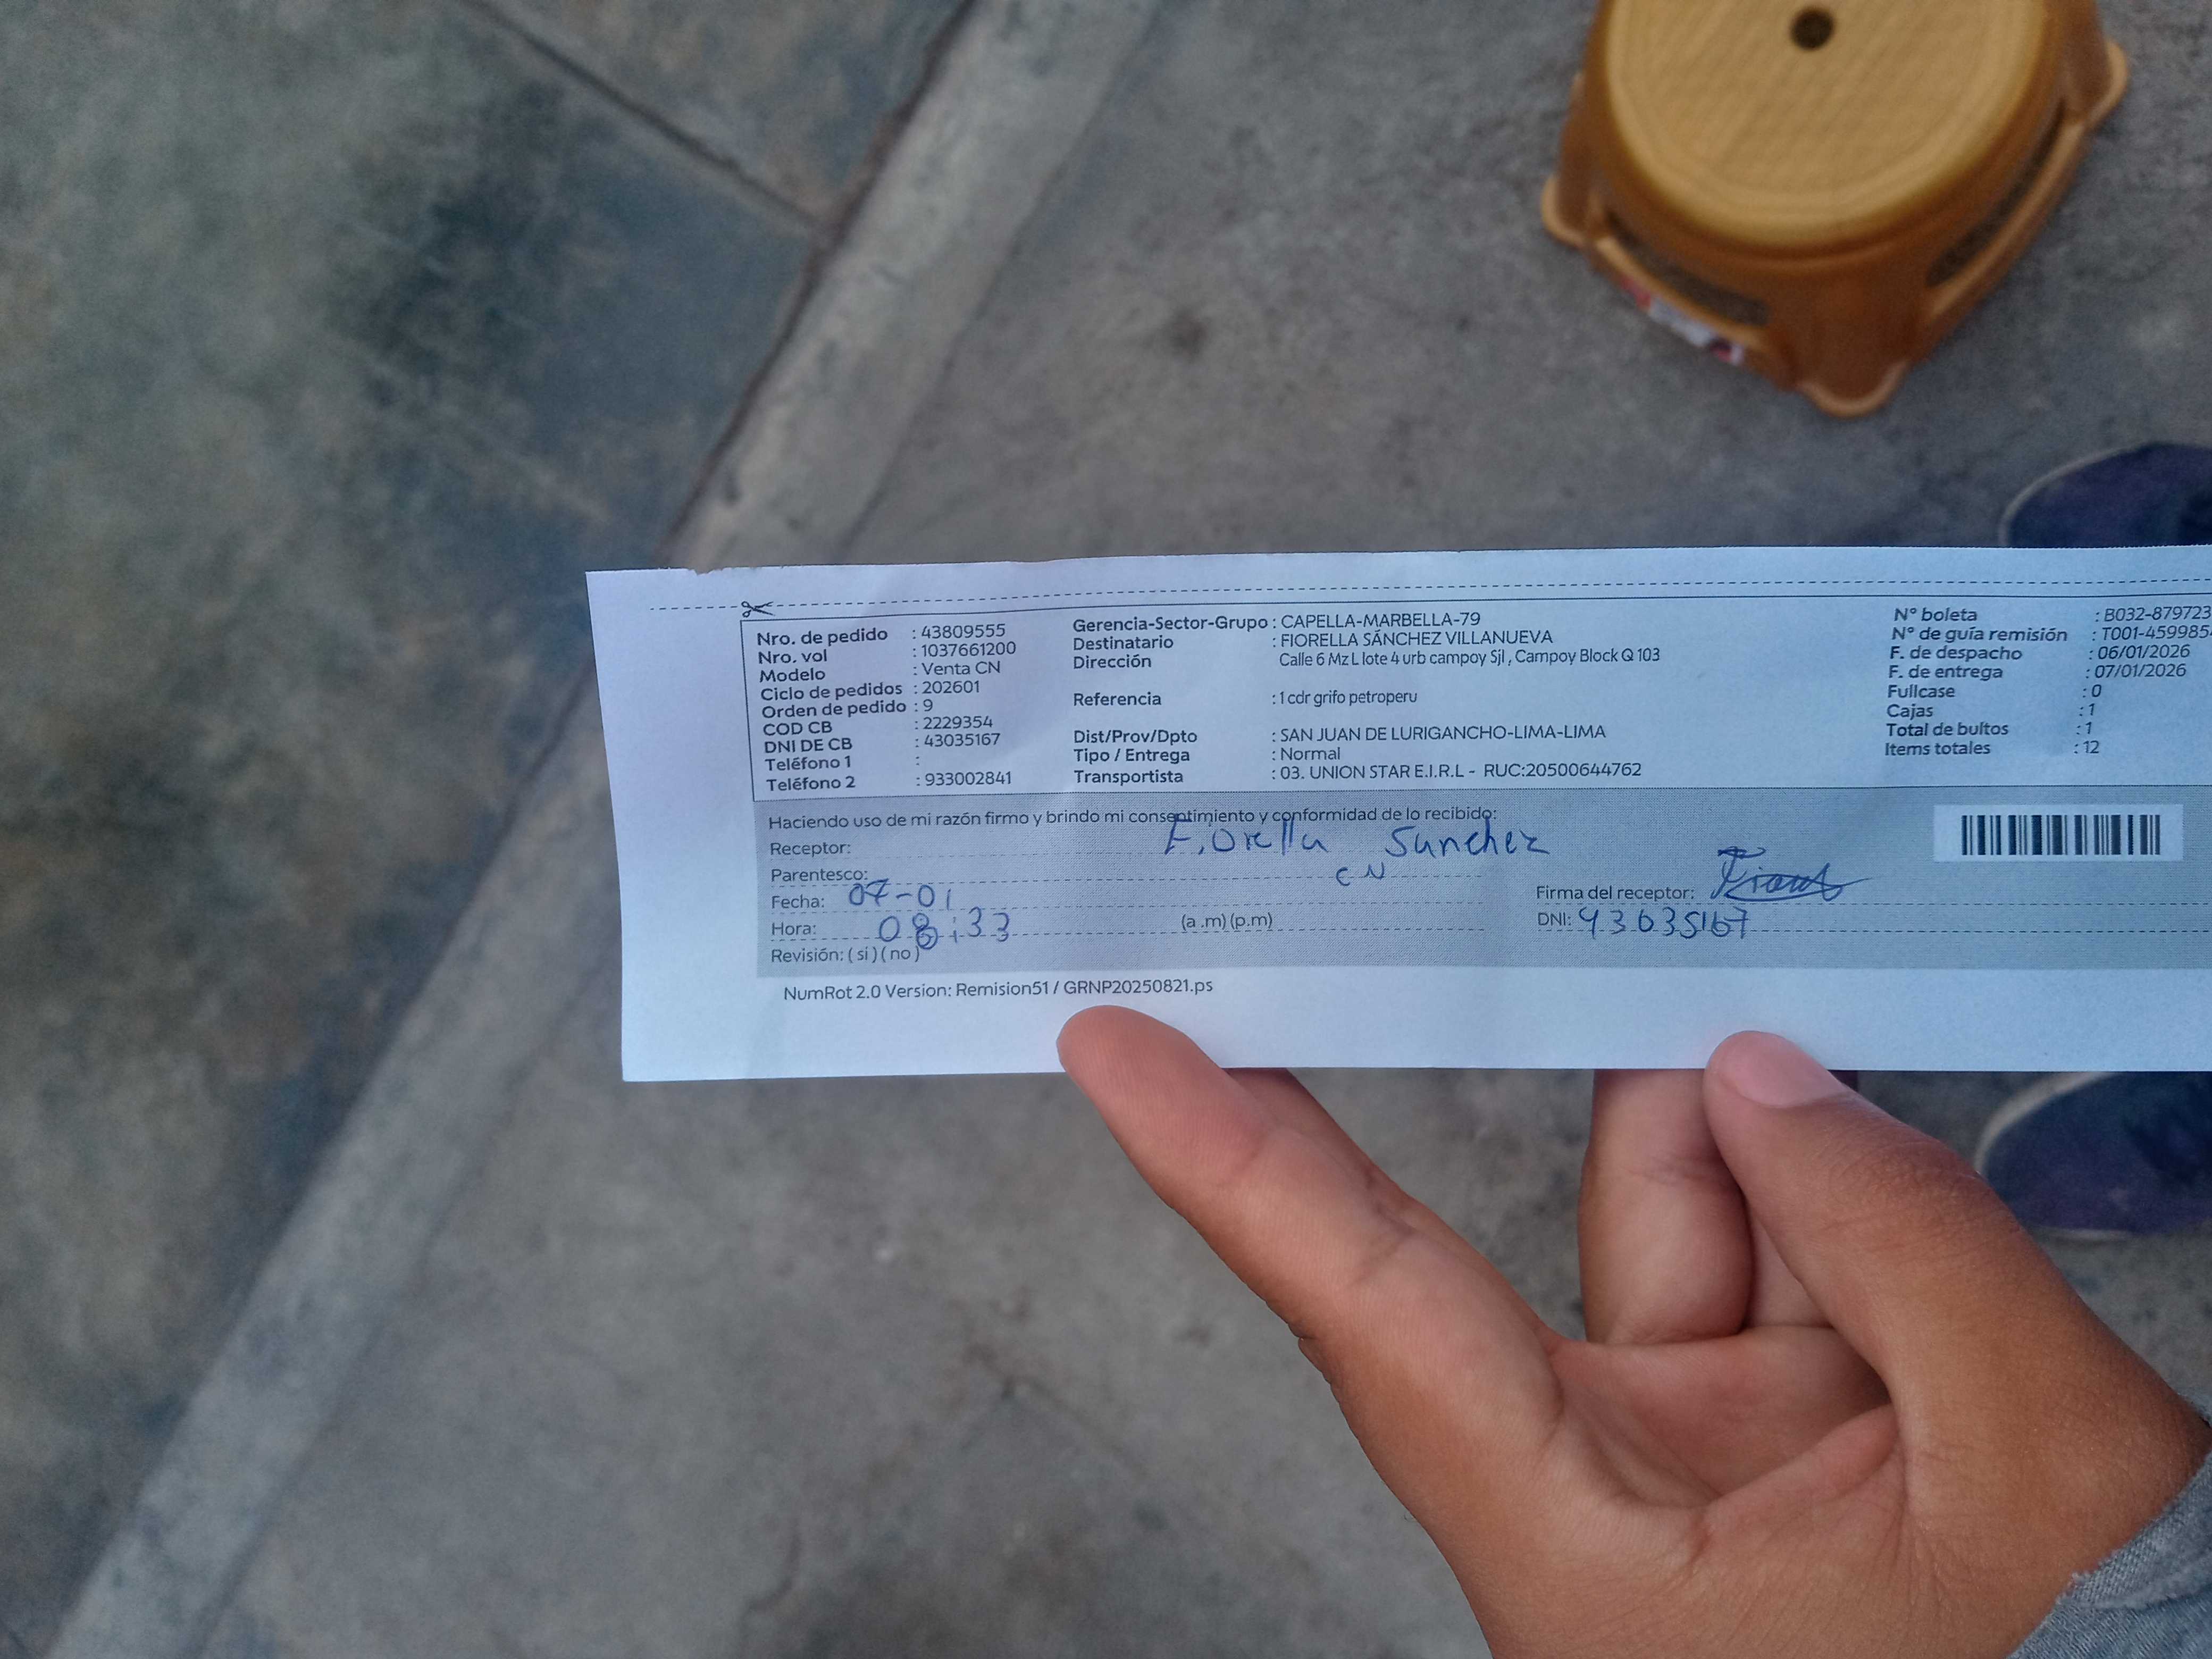 Nro. de pedido : 43809555
Nro. vol : 1037661200
Modelo : Venta CN
Ciclo de pedidos : 202601
Orden de pedido : 9
COD CB : 2229354
DNI DE CB : 43035167
Teléfono 1 :
Teléfono 2 : 933002841
Gerencia-Sector-Grupo : CAPELLA-MARBELLA-79
Destinatario : FIORELLA SÁNCHEZ VILLANUEVA
Dirección Calle 6 Mz L lote 4 urb campoy Sjl , Campoy Block Q 103
Referencia : 1 cdr grifo petroperu
Dist/Prov/Dpto : SAN JUAN DE LURIGANCHO-LIMA-LIMA
Tipo / Entrega : Normal
Transportista : 03. UNION STAR E.I.R.L - RUC:20500644762
N° boleta : B032-879723
N° de guía remisión : T001-459985
F. de despacho : 06/01/2026
F. de entrega : 07/01/2026
Fullcase : 0
Cajas : 1
Total de bultos : 1
Items totales : 12
Haciendo uso de mi razón firmo y brindo mi consentimiento y conformidad de lo recibido:
Receptor: Fiorella Sanchez
Parentesco: CN
Fecha: 07-01
Hora: 08:33 (a .m) (p.m)
Revisión: ( si ) ( no )
Firma del receptor:
DNI: 43035167
NumRot 2.0 Version: Remision51 / GRNP20250821.ps